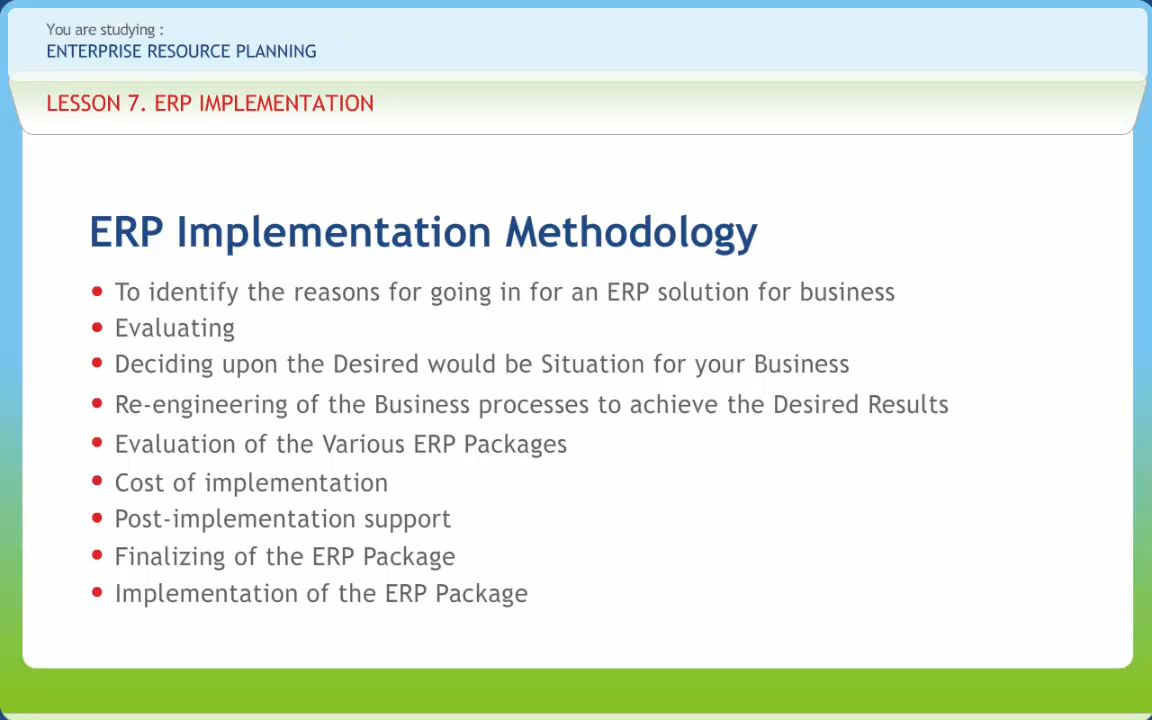 You are studying :
ENTERPRISE RESOURCE PLANNING
LESSON 7. ERP IMPLEMENTATION
ERP Implementation Methodology
• To identify the reasons for going in for an ERP solution for business
• Evaluating
• Deciding upon the Desired would be Situation for your Business
• Re-engineering of the Business processes to achieve the Desired Results
• Evaluation of the Various ERP Packages
• Cost of implementation
• Post-implementation support
• Finalizing of the ERP Package
• Implementation of the ERP Package